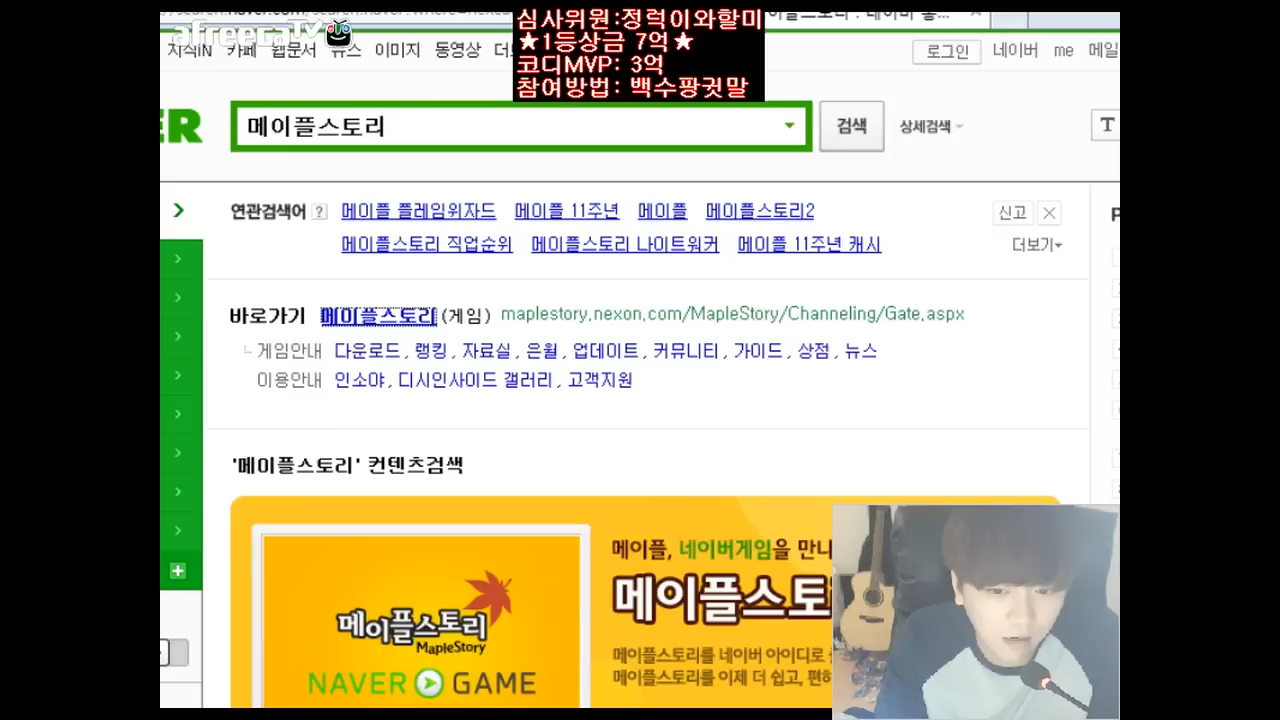 afreecaTV
심사위원:정력이와할미
★1등상금 7억★
코디MVP: 3억
참여방법: 백수팡귓말
지식iN 카페 웹문서 뉴스 이미지 동영상
로그인 네이버 me 메일
메이플스토리
검색
상세검색
T
연관검색어 ?
메이플 플레임위자드 메이플 11주년 메이플 메이플스토리2
신고
메이플스토리 직업순위 메이플스토리 나이트워커 메이플 11주년 캐시
더보기
바로가기 메이플스토리(게임) maplestory.nexon.com/MapleStory/Channeling/Gate.aspx
게임안내 다운로드, 랭킹, 자료실, 은월, 업데이트, 커뮤니티, 가이드, 상점, 뉴스
이용안내 인소야, 디시인사이드 갤러리, 고객지원
'메이플스토리' 컨텐츠검색
메이플, 네이버게임을 만나
메이플스토
메이플스토리를 네이버 아이디로
메이플스토리를 이제 더 쉽고, 편하
메이플스토리
MapleStory
NAVER GAME